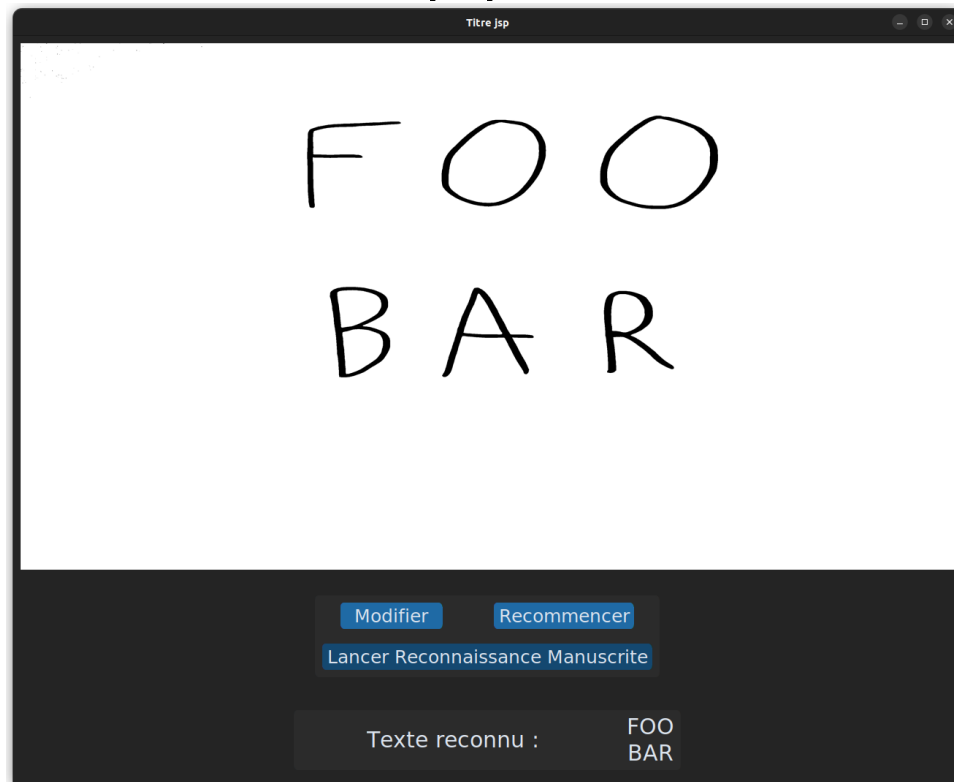 Titre jsp
FOO
BAR
Modifier Recommencer
Lancer Reconnaissance Manuscrite
Texte reconnu : FOO
BAR